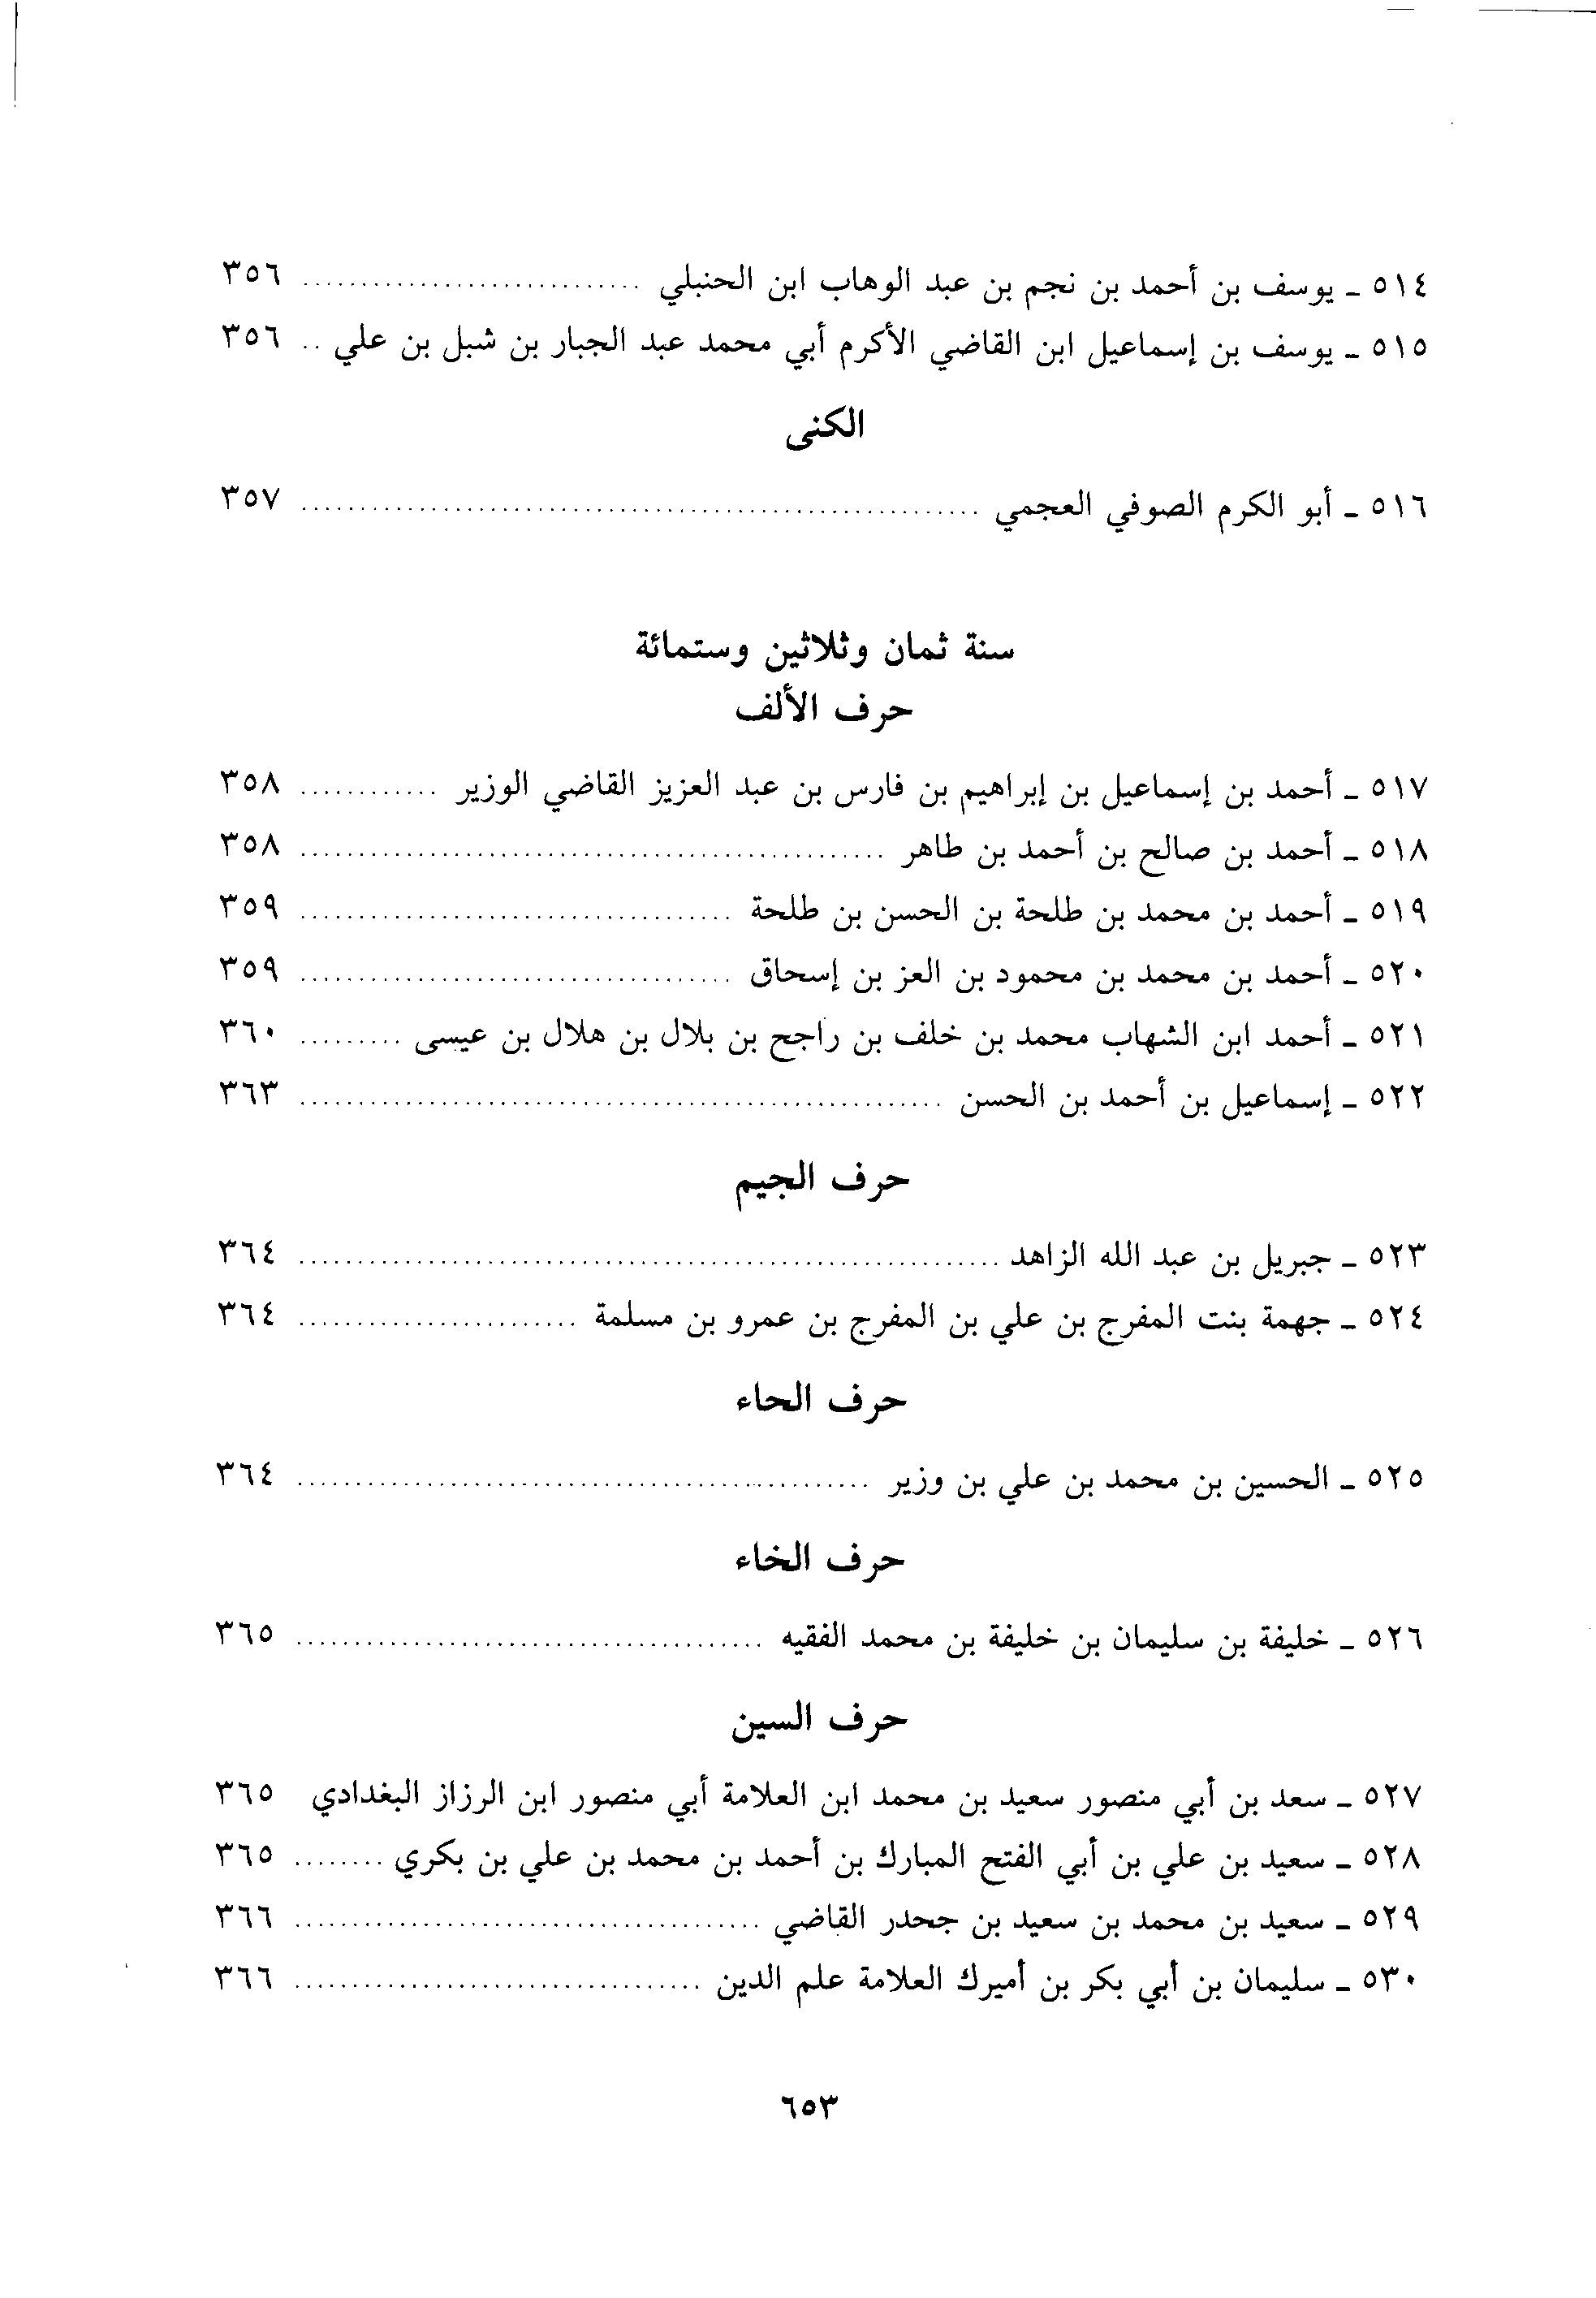 ٥١٤ ـ يوسف بن أحمد بن نجم بن عبد الوهاب ابن الحنبلي ............................. ٣٥٦
٥١٥ ـ يوسف بن إسماعيل ابن القاضي الأكرم أبي محمد عبد الجبار بن شبل بن علي .. ٣٥٦
الكنى
٥١٦ ـ أبو الكرم الصوفي العجمي .......................................................... ٣٥٧
سنة ثمان وثلاثين وستمائة
حرف الألف
٥١٧ ـ أحمد بن إسماعيل بن إبراهيم بن فارس بن عبد العزيز القاضي الوزير ............ ٣٥٨
٥١٨ ـ أحمد بن صالح بن أحمد بن طاهر .................................................. ٣٥٨
٥١٩ ـ أحمد بن محمد بن طلحة بن الحسن بن طلحة ..................................... ٣٥٩
٥٢٠ ـ أحمد بن محمد بن محمود بن العز بن إسحاق ..................................... ٣٥٩
٥٢١ ـ أحمد ابن الشهاب محمد بن خلف بن راجح بن بلال بن هلال بن عيسى ......... ٣٦٠
٥٢٢ ـ إسماعيل بن أحمد بن الحسن ....................................................... ٣٦٣
حرف الجيم
٥٢٣ ـ جبريل بن عبد الله الزاهد ............................................................ ٣٦٤
٥٢٤ ـ جهمة بنت المفرج بن علي بن المفرج بن عمرو بن مسلمة ........................ ٣٦٤
حرف الحاء
٥٢٥ ـ الحسين بن محمد بن علي بن وزير ................................................. ٣٦٤
حرف الخاء
٥٢٦ ـ خليفة بن سليمان بن خليفة بن محمد الفقيه ........................................ ٣٦٥
حرف السين
٥٢٧ ـ سعد بن أبي منصور سعيد بن محمد ابن العلامة أبي منصور ابن الرزاز البغدادي ٣٦٥
٥٢٨ ـ سعيد بن علي بن أبي الفتح المبارك بن أحمد بن محمد بن علي بن بكري ........ ٣٦٥
٥٢٩ ـ سعيد بن محمد بن سعيد بن جحدر القاضي ........................................ ٣٦٦
٥٣٠ ـ سليمان بن أبي بكر بن أميرك العلامة علم الدين ................................... ٣٦٦
٦٥٣